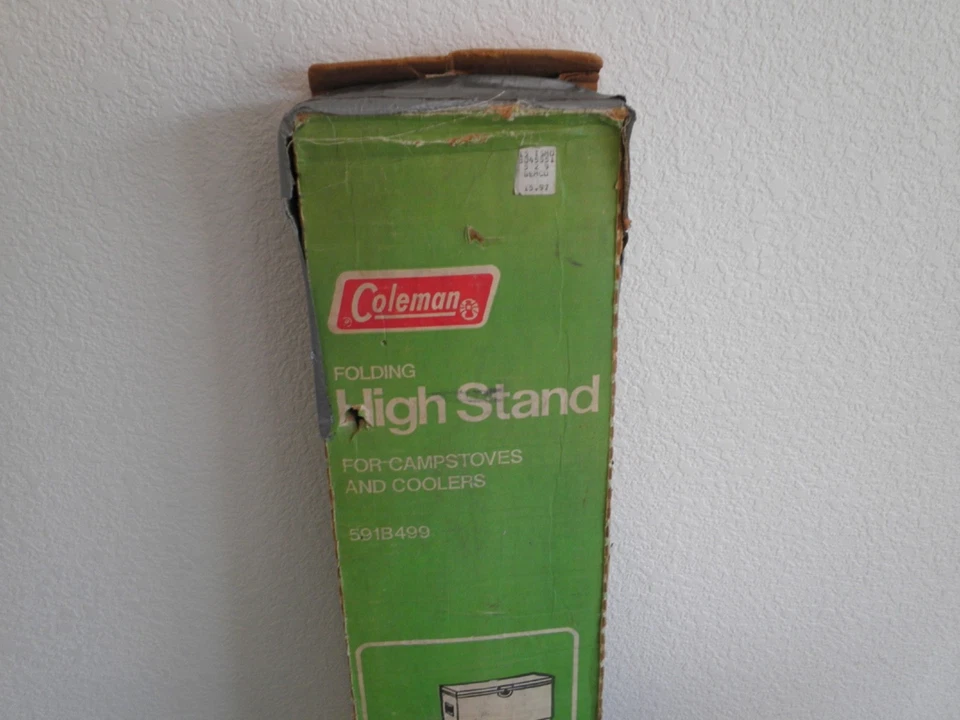 Coleman
FOLDING
High Stand
FOR CAMPSTOVES
AND COOLERS
591B499